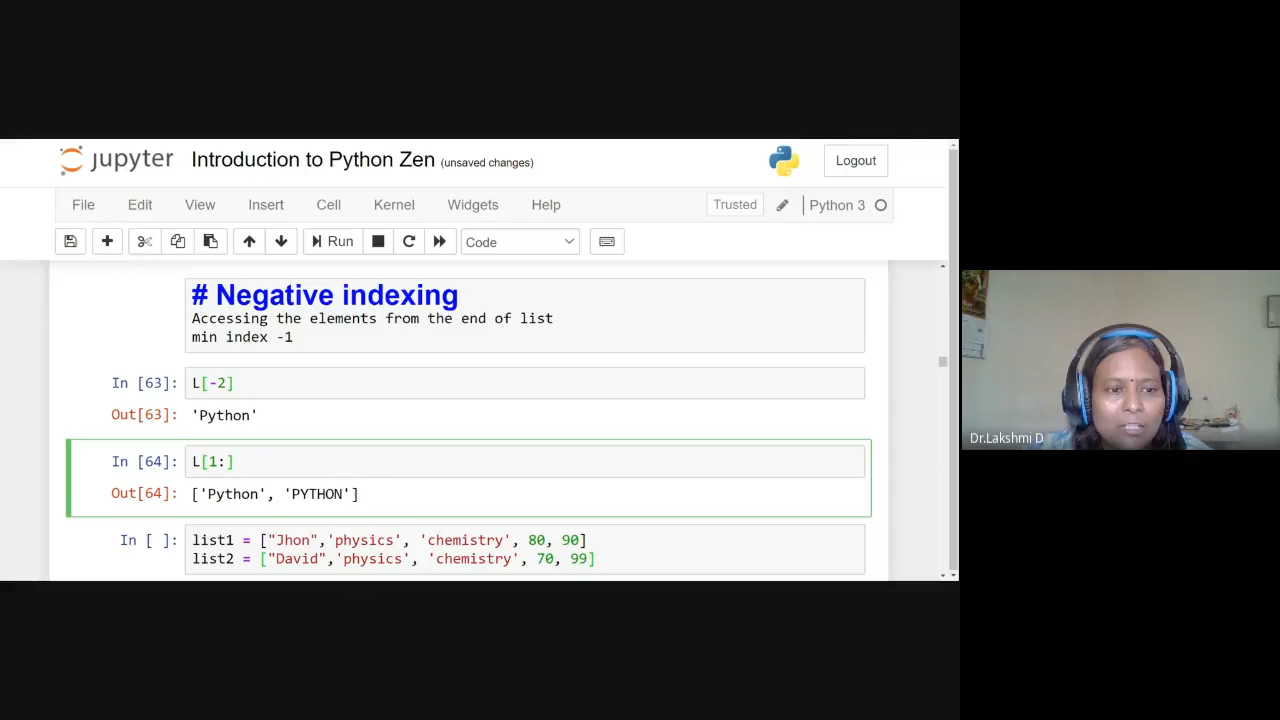 jupyter Introduction to Python Zen (unsaved changes) Logout
File Edit View Insert Cell Kernel Widgets Help Trusted Python 3
Run Code
# Negative indexing
Accessing the elements from the end of list
min index -1
In [63]: L[-2]
Out[63]: 'Python'
In [64]: L[1:]
Out[64]: ['Python', 'PYTHON']
In [ ]: list1 = ["Jhon",'physics', 'chemistry', 80, 90]
list2 = ["David",'physics', 'chemistry', 70, 99]
Dr.Lakshmi D